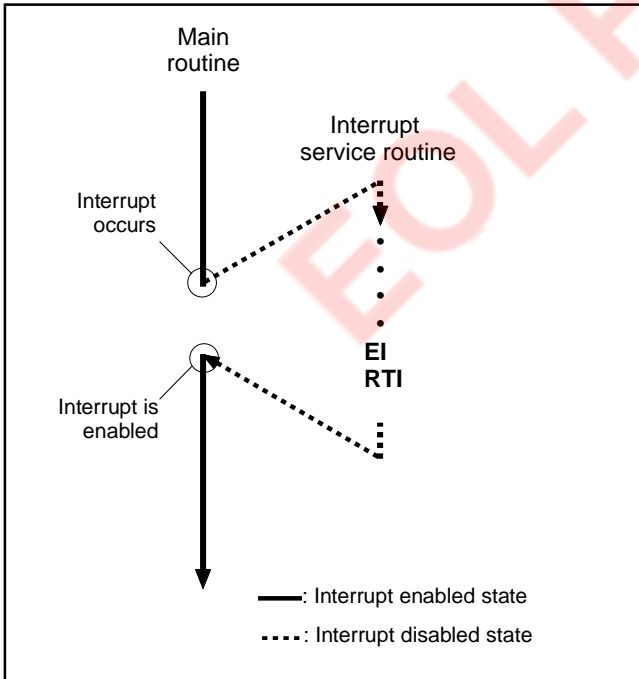 Main
routine
Interrupt
service routine
Interrupt
occurs
EI
RTI
Interrupt is
enabled
: Interrupt enabled state
: Interrupt disabled state
EOL